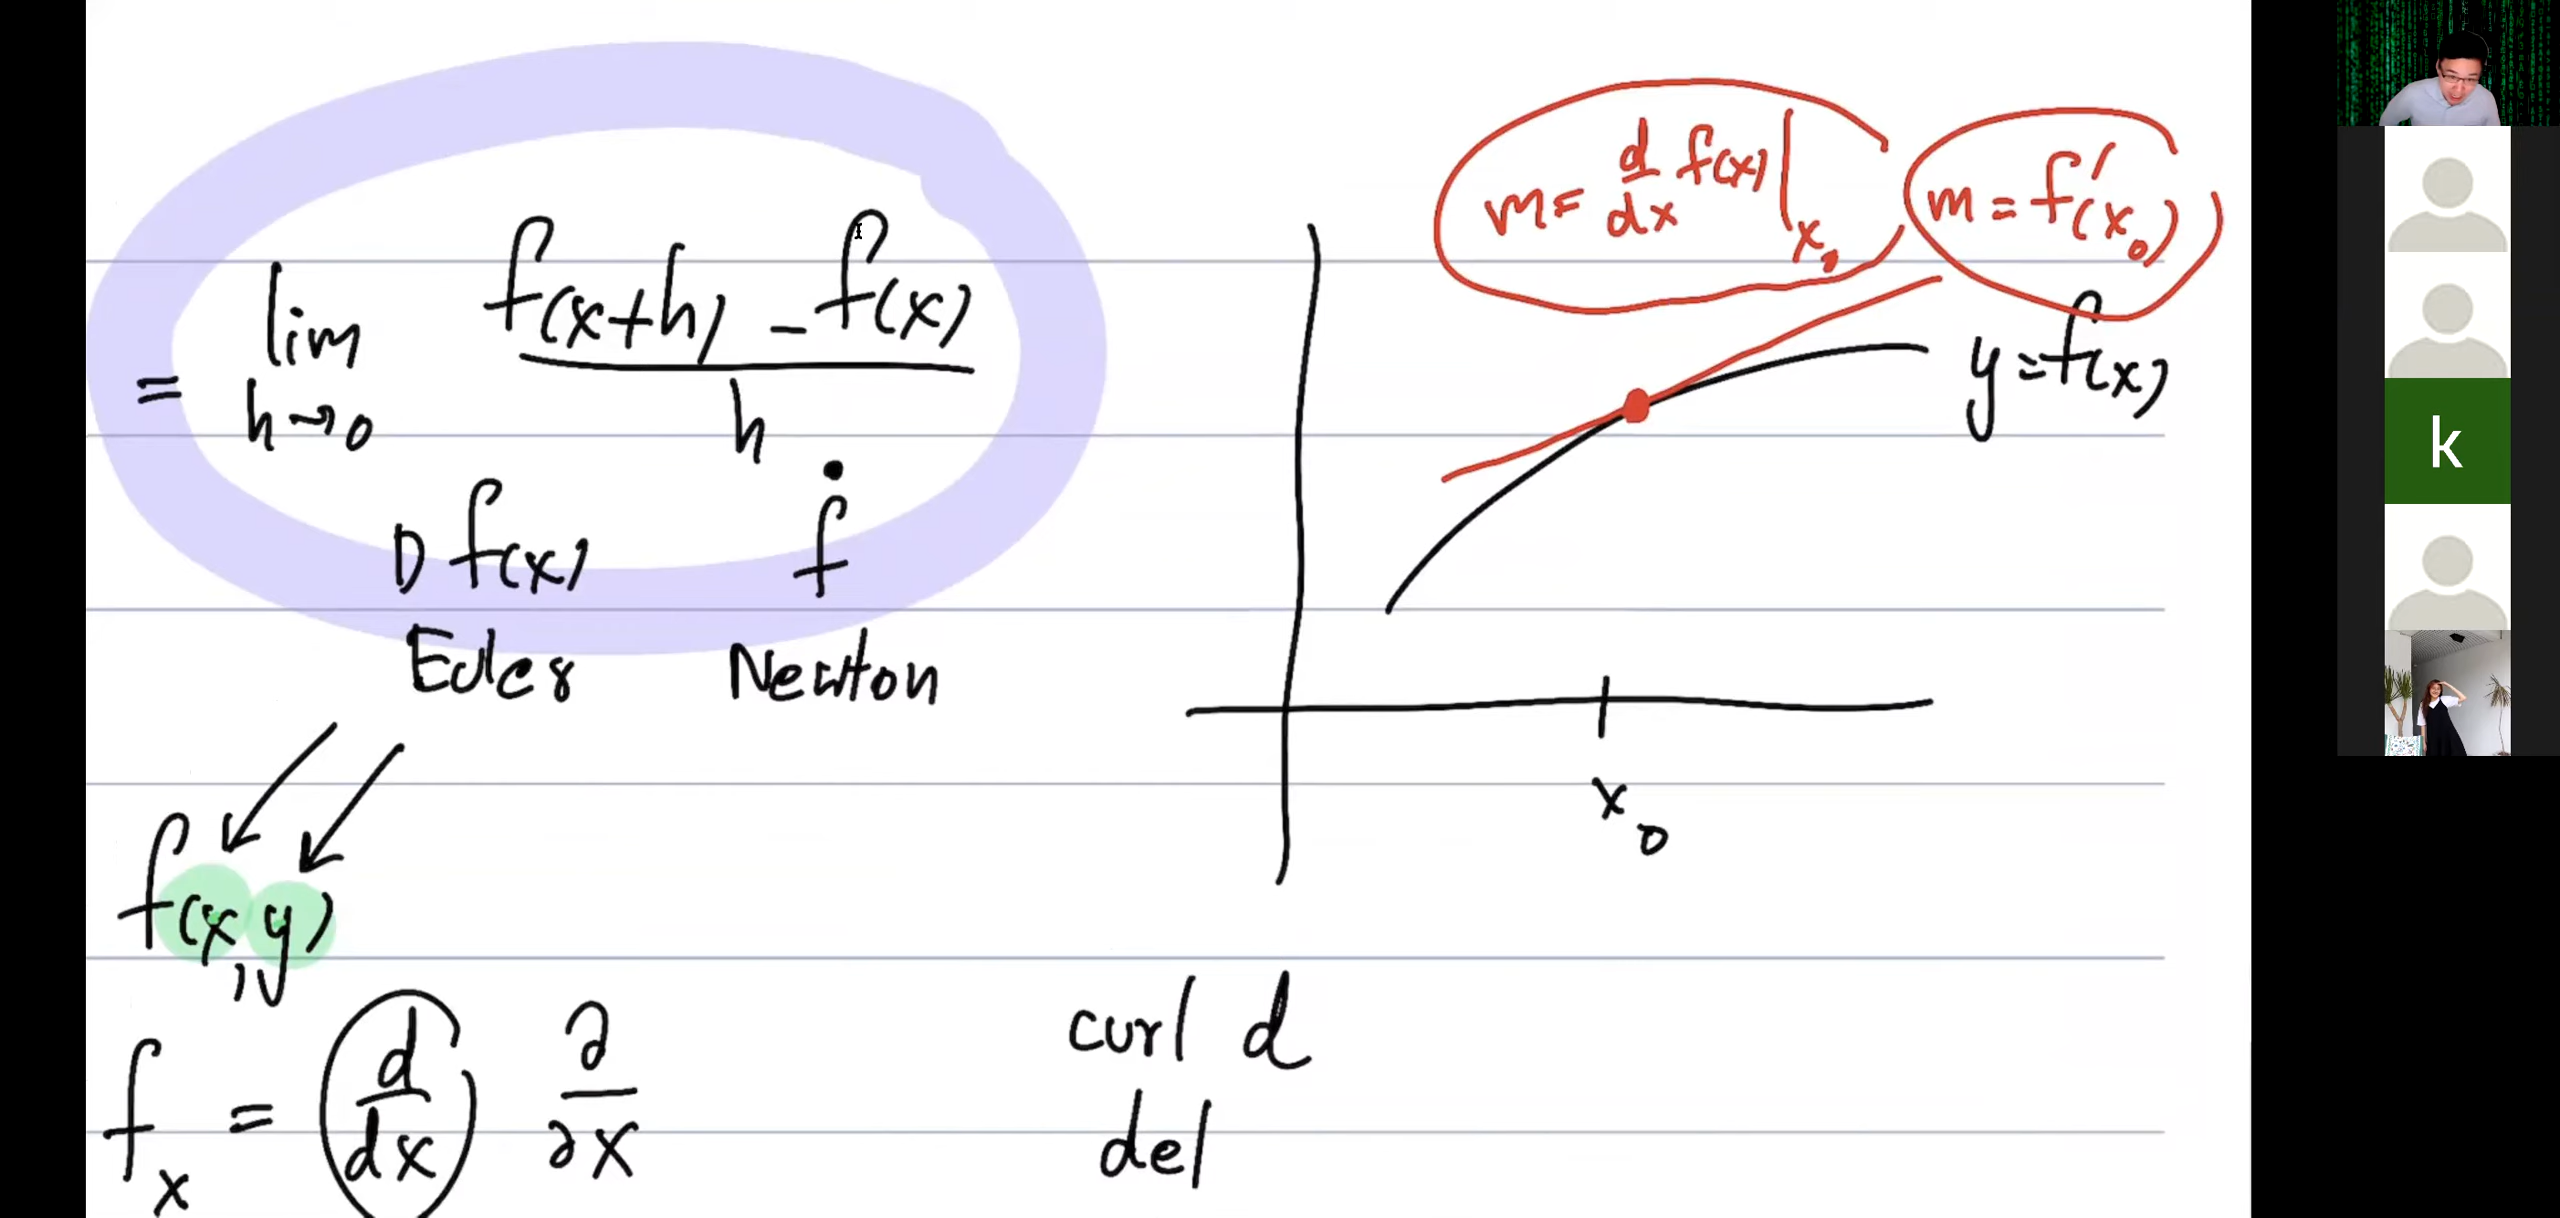 = lim h→0 f(x+h) - f(x) / h
D f(x)
ḟ
Euler
Newton
f(x,y)
f_x = d/dx ∂/∂x
m = d/dx f(x)|x₀
m = f'(x₀)
y = f(x)
x₀
curl d
del
k